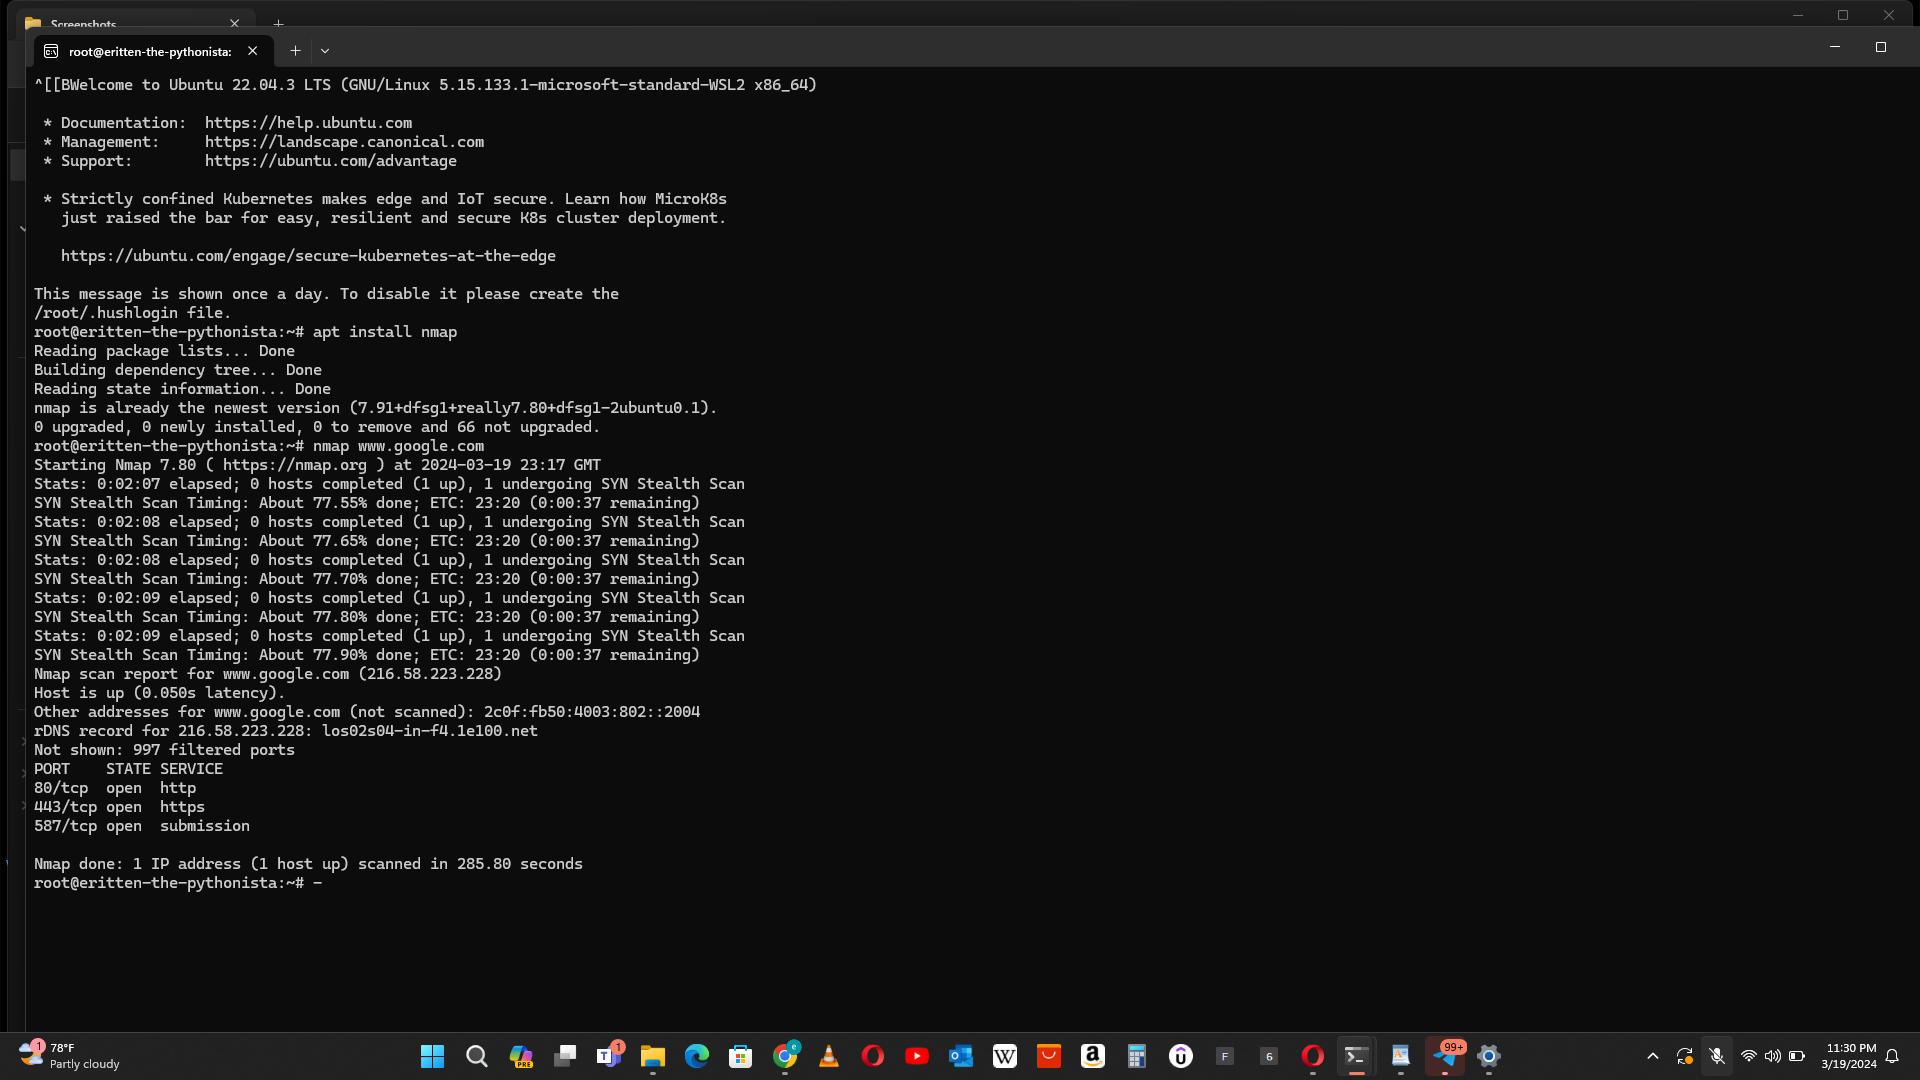 Screenshots
root@eritten-the-pythonista:
^[[BWelcome to Ubuntu 22.04.3 LTS (GNU/Linux 5.15.133.1-microsoft-standard-WSL2 x86_64)
* Documentation:  https://help.ubuntu.com
* Management:     https://landscape.canonical.com
* Support:        https://ubuntu.com/advantage
* Strictly confined Kubernetes makes edge and IoT secure. Learn how MicroK8s
just raised the bar for easy, resilient and secure K8s cluster deployment.
https://ubuntu.com/engage/secure-kubernetes-at-the-edge
This message is shown once a day. To disable it please create the
/root/.hushlogin file.
root@eritten-the-pythonista:~# apt install nmap
Reading package lists... Done
Building dependency tree... Done
Reading state information... Done
nmap is already the newest version (7.91+dfsg1+really7.80+dfsg1-2ubuntu0.1).
0 upgraded, 0 newly installed, 0 to remove and 66 not upgraded.
root@eritten-the-pythonista:~# nmap www.google.com
Starting Nmap 7.80 ( https://nmap.org ) at 2024-03-19 23:17 GMT
Stats: 0:02:07 elapsed; 0 hosts completed (1 up), 1 undergoing SYN Stealth Scan
SYN Stealth Scan Timing: About 77.55% done; ETC: 23:20 (0:00:37 remaining)
Stats: 0:02:08 elapsed; 0 hosts completed (1 up), 1 undergoing SYN Stealth Scan
SYN Stealth Scan Timing: About 77.65% done; ETC: 23:20 (0:00:37 remaining)
Stats: 0:02:08 elapsed; 0 hosts completed (1 up), 1 undergoing SYN Stealth Scan
SYN Stealth Scan Timing: About 77.70% done; ETC: 23:20 (0:00:37 remaining)
Stats: 0:02:09 elapsed; 0 hosts completed (1 up), 1 undergoing SYN Stealth Scan
SYN Stealth Scan Timing: About 77.80% done; ETC: 23:20 (0:00:37 remaining)
Stats: 0:02:09 elapsed; 0 hosts completed (1 up), 1 undergoing SYN Stealth Scan
SYN Stealth Scan Timing: About 77.90% done; ETC: 23:20 (0:00:37 remaining)
Nmap scan report for www.google.com (216.58.223.228)
Host is up (0.050s latency).
Other addresses for www.google.com (not scanned): 2c0f:fb50:4003:802::2004
rDNS record for 216.58.223.228: los02s04-in-f4.1e100.net
Not shown: 997 filtered ports
PORT    STATE SERVICE
80/tcp  open  http
443/tcp open  https
587/tcp open  submission
Nmap done: 1 IP address (1 host up) scanned in 285.80 seconds
root@eritten-the-pythonista:~# -
1 78°F
Partly cloudy
PRE
T 1
e
W
a
F
6
99+
11:30 PM
3/19/2024